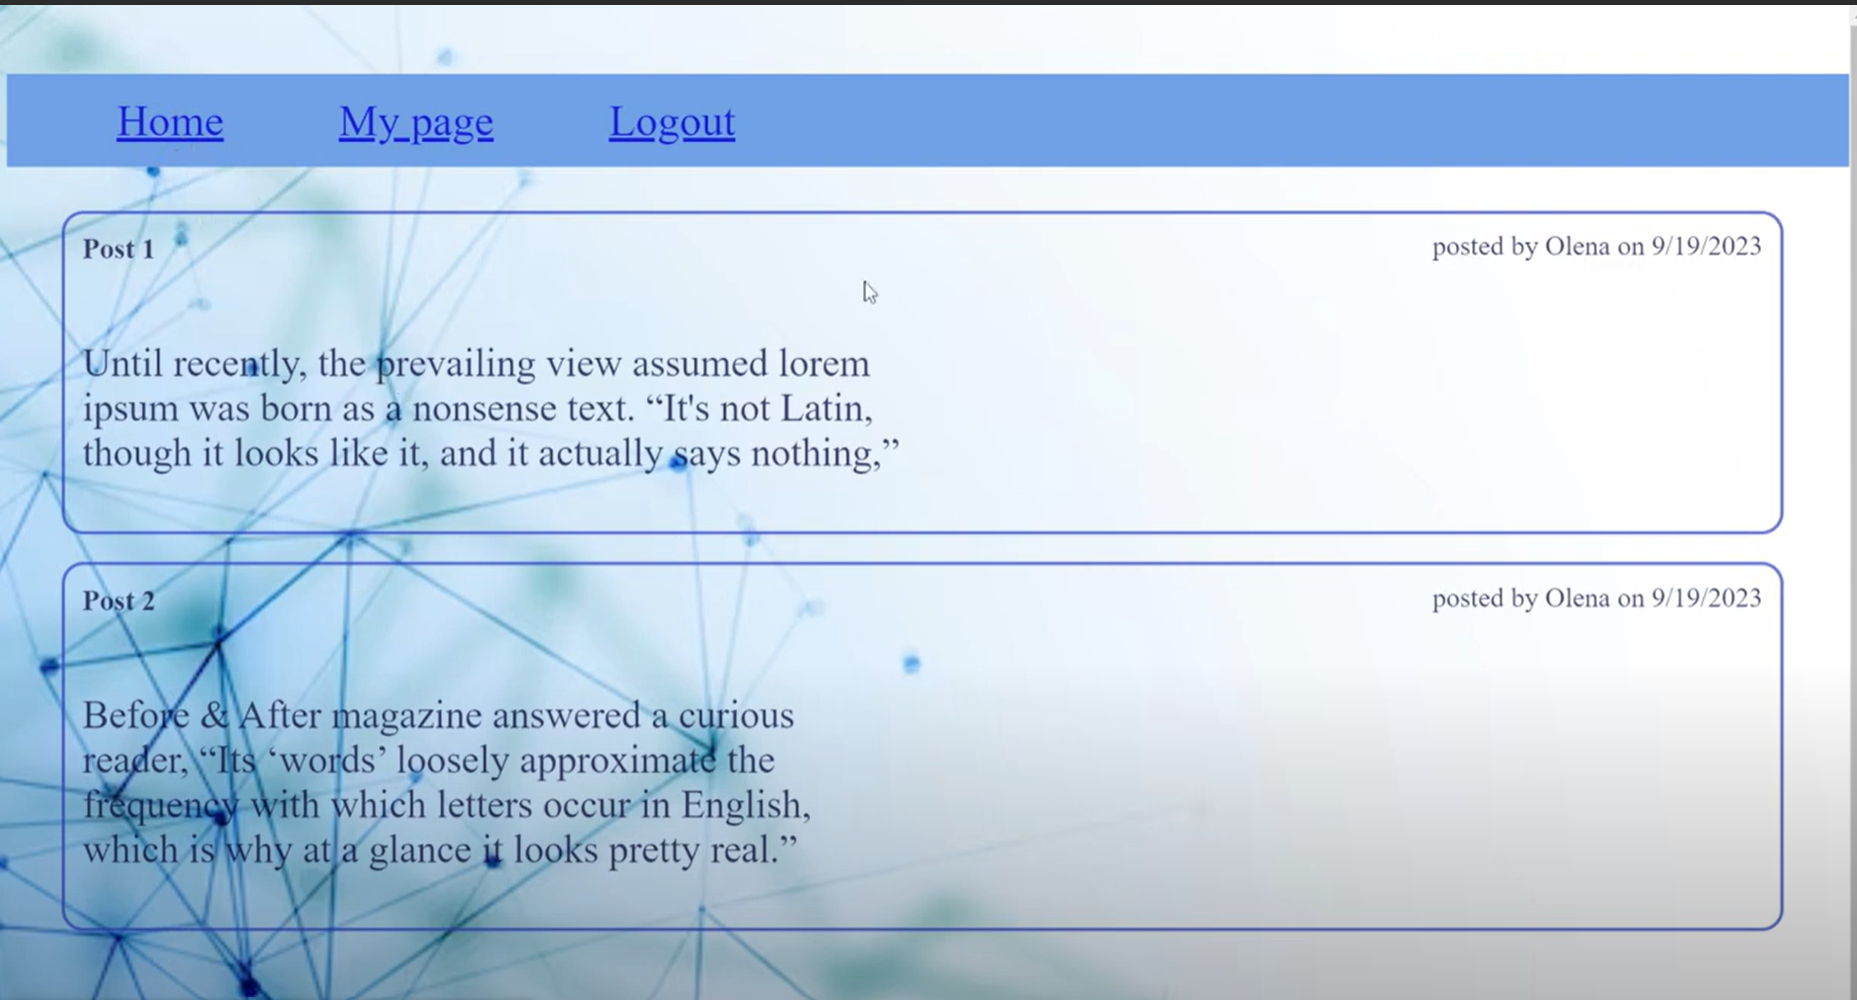 Home My page Logout
Post 1 posted by Olena on 9/19/2023
Until recently, the prevailing view assumed lorem
ipsum was born as a nonsense text. “It's not Latin,
though it looks like it, and it actually says nothing,”
Post 2 posted by Olena on 9/19/2023
Before & After magazine answered a curious
reader, “Its ‘words’ loosely approximate the
frequency with which letters occur in English,
which is why at a glance it looks pretty real.”